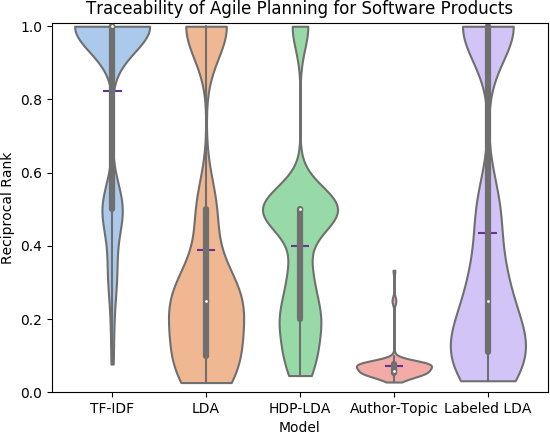 Traceability of Agile Planning for Software Products
1.0
0.8
0.6
0.4
0.2
0.0
Reciprocal Rank
TF-IDF LDA HDP-LDA Author-Topic Labeled LDA
Model